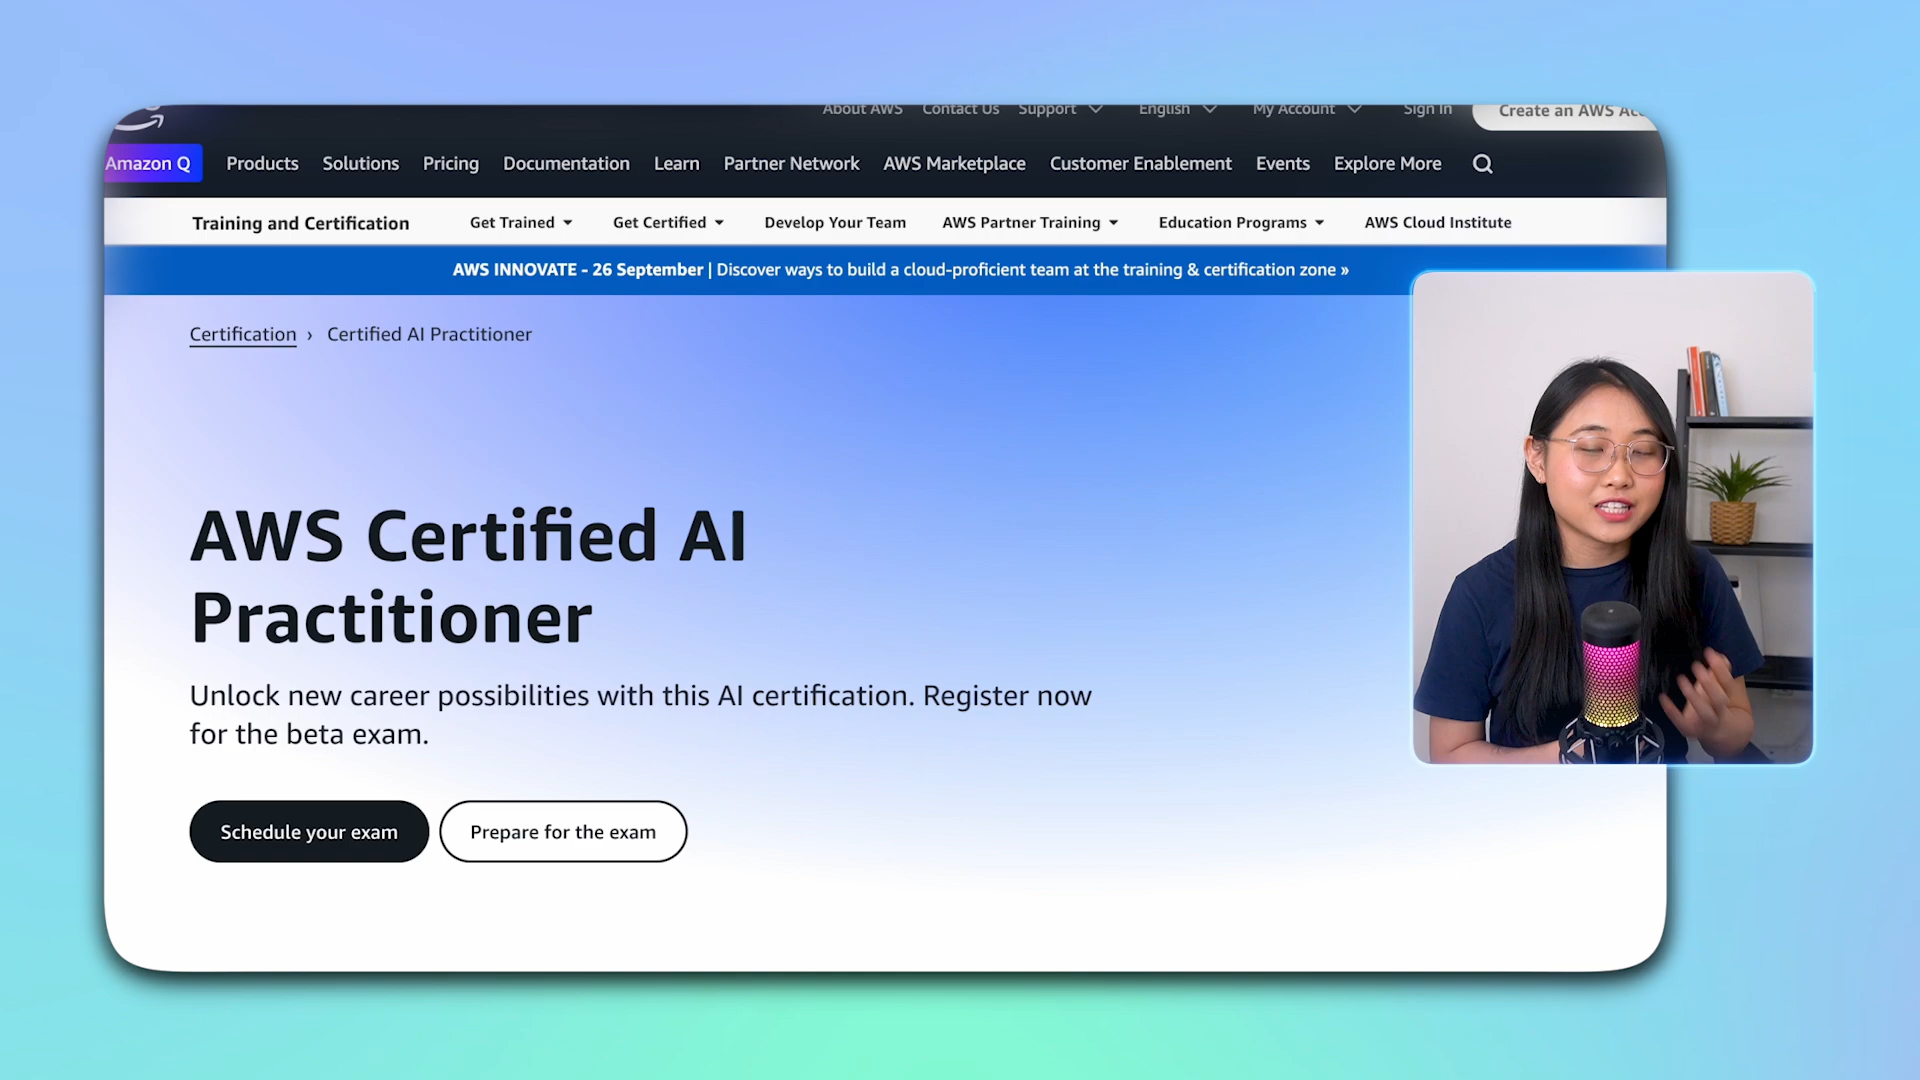 About AWS Contact Us Support English My Account Sign In Create an AWS
Amazon Q Products Solutions Pricing Documentation Learn Partner Network AWS Marketplace Customer Enablement Events Explore More
Training and Certification Get Trained Get Certified Develop Your Team AWS Partner Training Education Programs AWS Cloud Institute
AWS INNOVATE - 26 September | Discover ways to build a cloud-proficient team at the training & certification zone »
Certification › Certified AI Practitioner
AWS Certified AI
Practitioner
Unlock new career possibilities with this AI certification. Register now
for the beta exam.
Schedule your exam Prepare for the exam